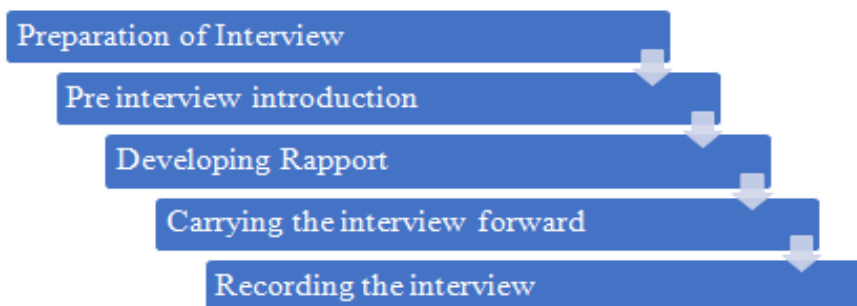 Preparation of Interview
Pre interview introduction
Developing Rapport
Carrying the interview forward
Recording the interview